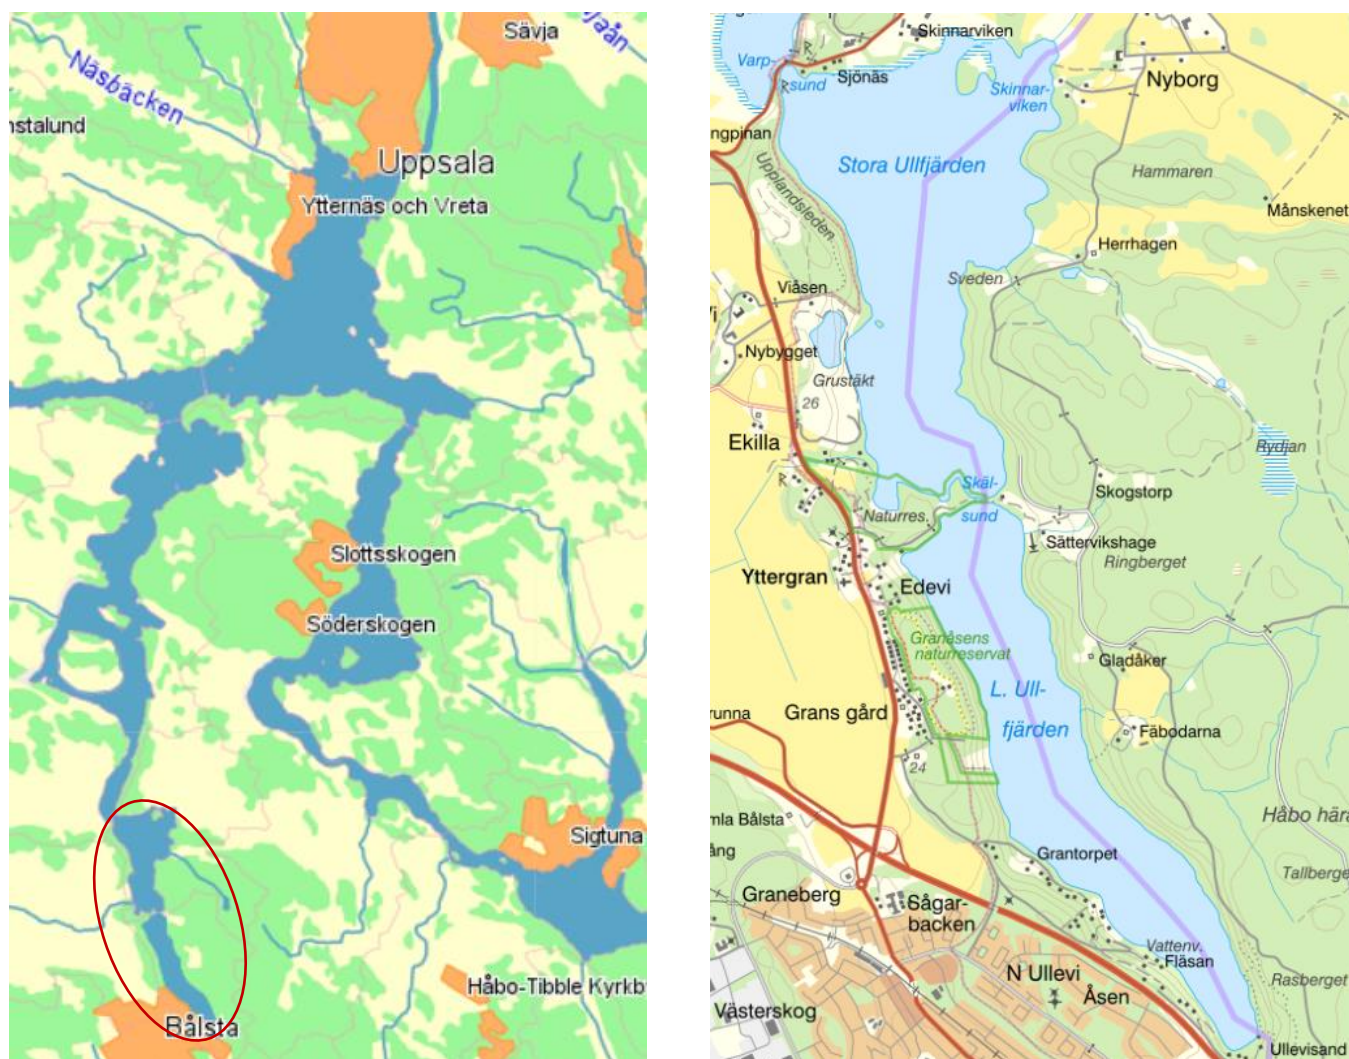 Sävja
Näsbäcken
nstalund
Uppsala
Ytternäs och Vreta
Slottsskogen
Söderskogen
Sigtuna
Håbo-Tibble Kyrkb
Bålsta
Skinnarviken
Varp-
sund
Sjönäs
Skinnar-
viken
Nyborg
ngpinan
Stora Ullfjärden
Upplandsleden
Hammaren
Månskenet
Herrhagen
Sveden
Viåsen
Nybygget
Grustäkt
26
Ekilla
Rydjan
Skäl-
sund
Skogstorp
Naturres.
Sättervikshage
Ringberget
Yttergran
Edevi
Granåsens
naturreservat
Gladåker
L. Ull-
fjärden
runna
Grans gård
Fäbodarna
24
Håbo hära
mla Bålsta
Grantorpet
Tallberge
ång
Graneberg
Sågar-
backen
Vattenv.
Fläsan
N Ullevi
Åsen
Rasberget
Västerskog
Ullevisand